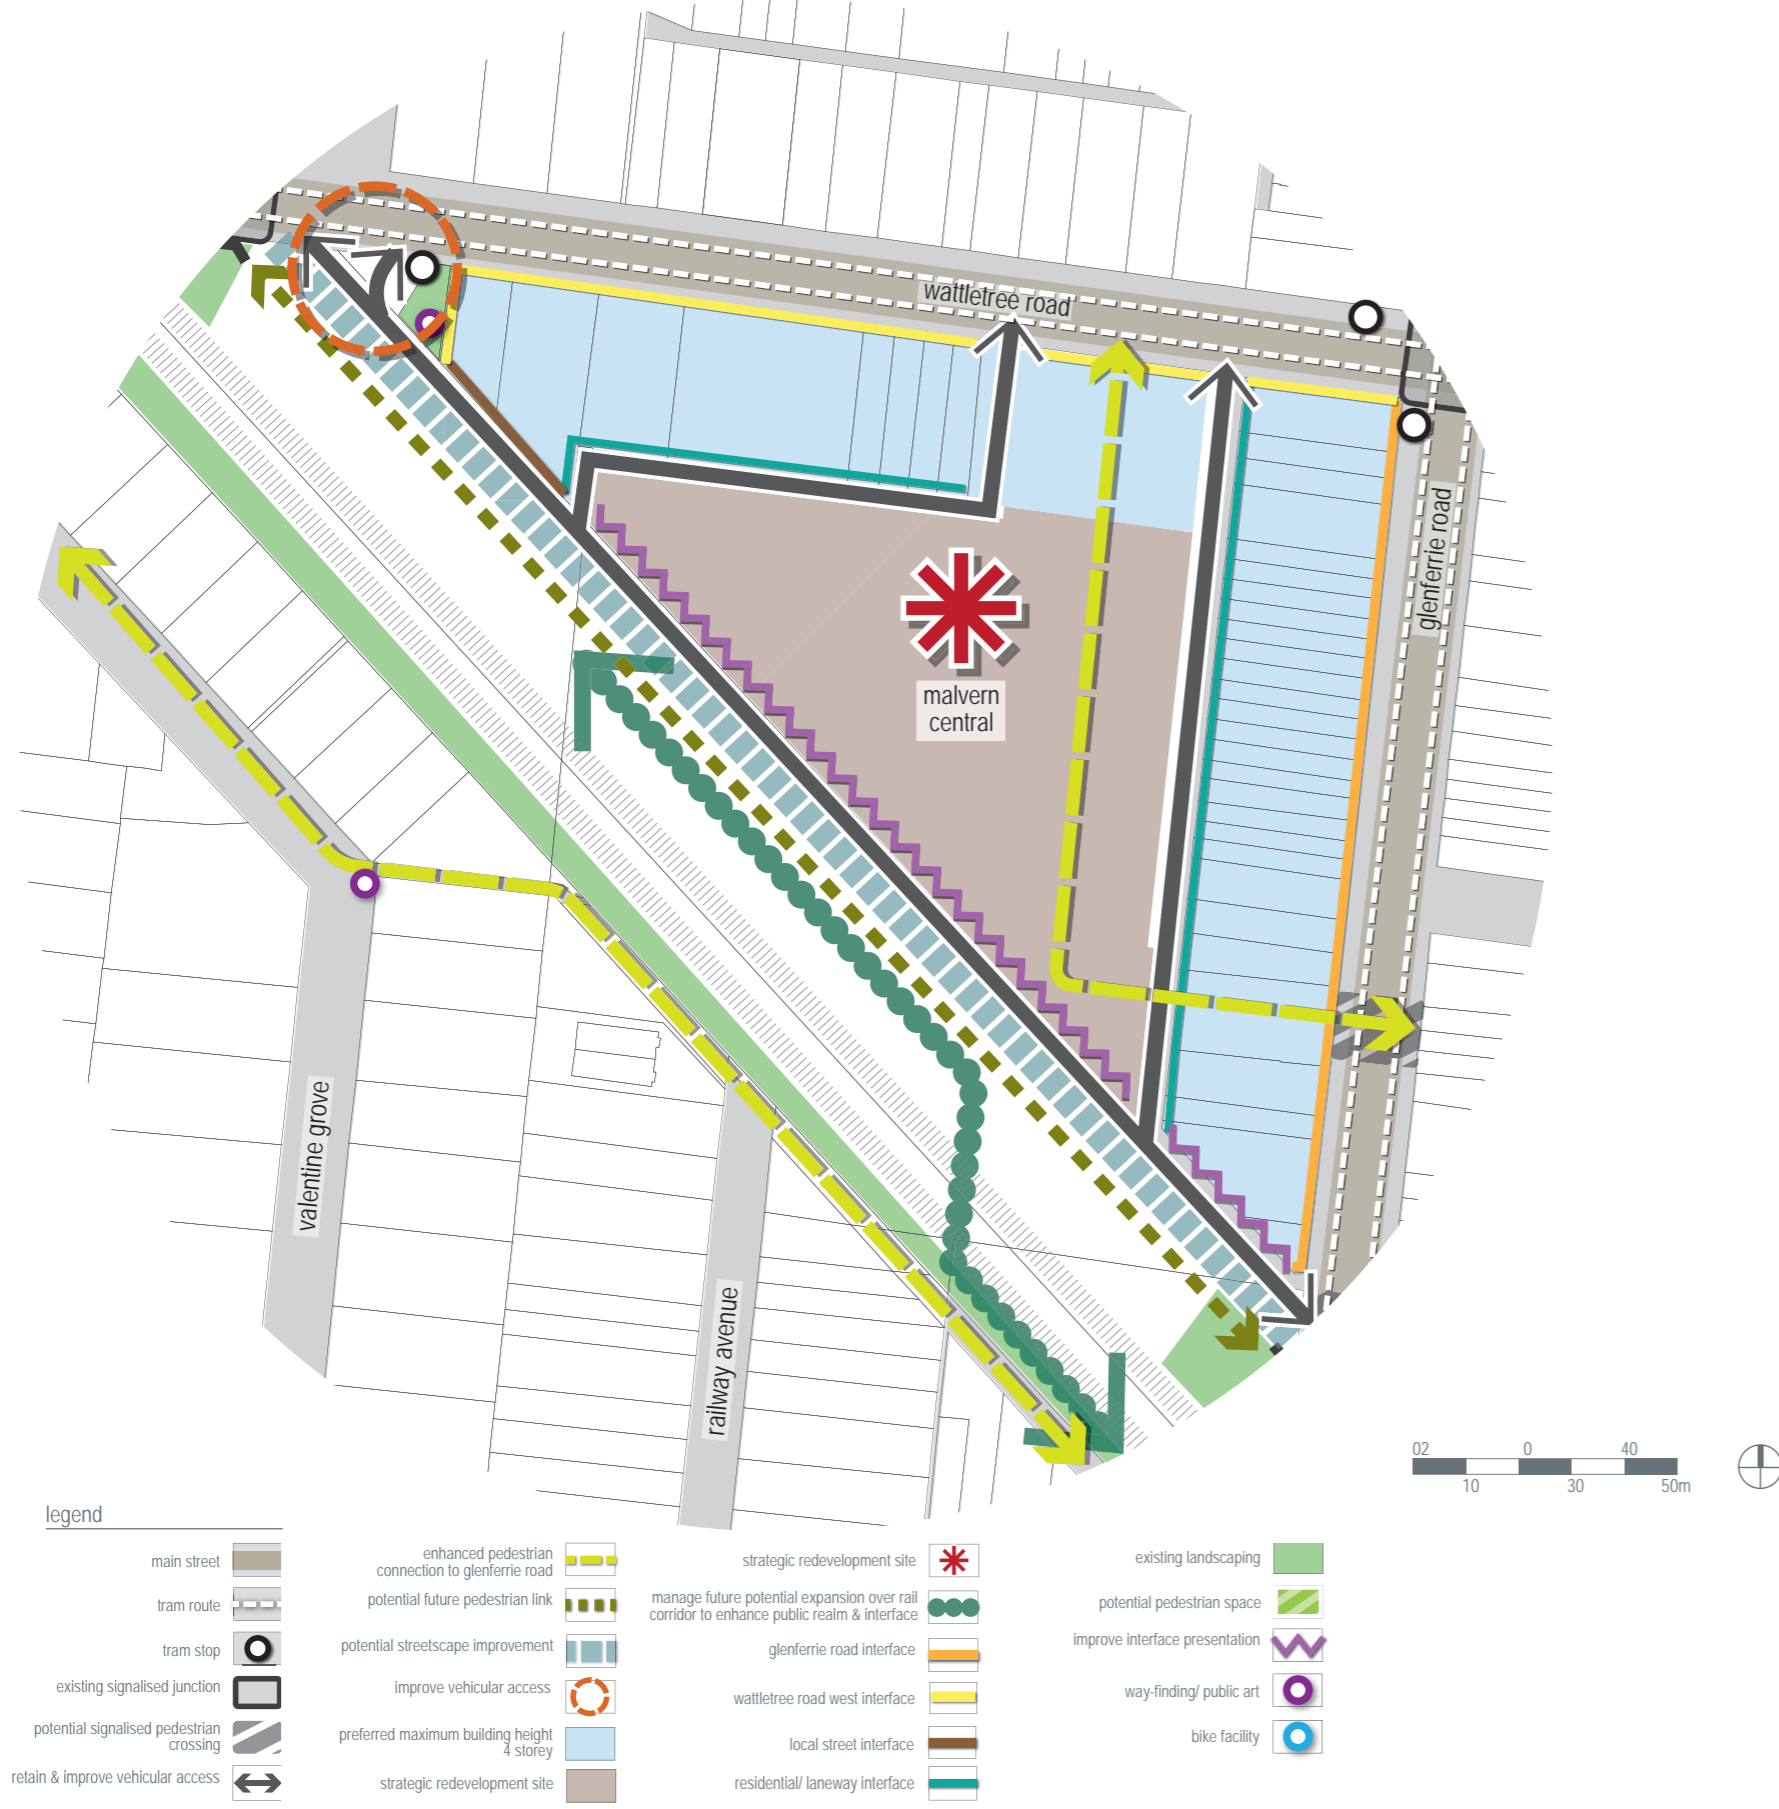 wattletree road
glenferrie road
malvern
central
valentine grove
railway avenue
02 0 40
10 30 50m
legend
main street
tram route
tram stop
existing signalised junction
potential signalised pedestrian
crossing
retain & improve vehicular access
enhanced pedestrian
connection to glenferrie road
potential future pedestrian link
potential streetscape improvement
improve vehicular access
preferred maximum building height
4 storey
strategic redevelopment site
strategic redevelopment site
manage future potential expansion over rail
corridor to enhance public realm & interface
glenferrie road interface
wattletree road west interface
local street interface
residential/ laneway interface
existing landscaping
potential pedestrian space
improve interface presentation
way-finding/ public art
bike facility